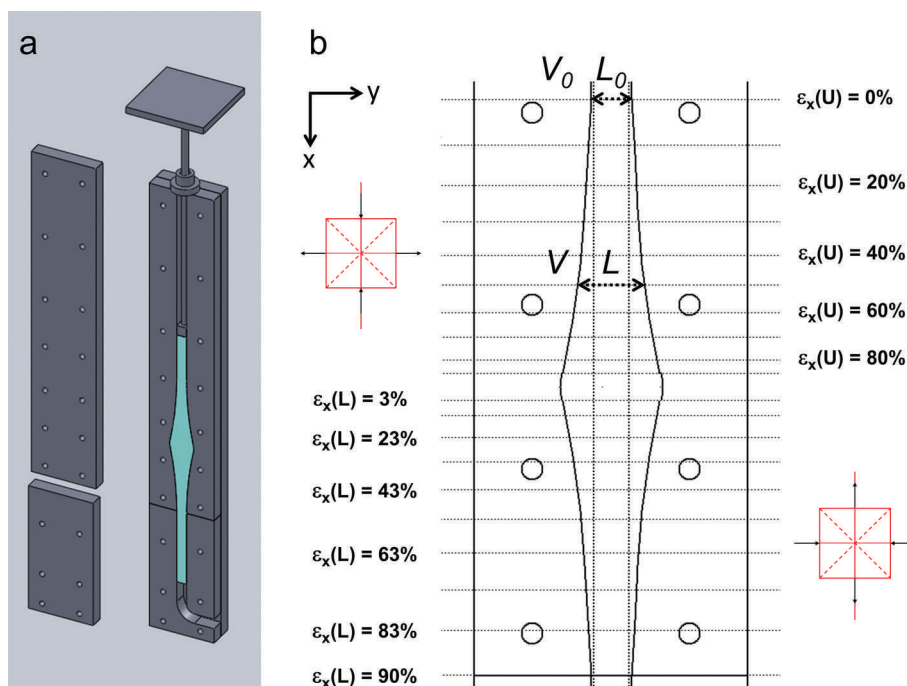 a
b
V₀ L₀
y
x
εₓ(U) = 0%
εₓ(U) = 20%
εₓ(U) = 40%
V L
εₓ(U) = 60%
εₓ(U) = 80%
εₓ(L) = 3%
εₓ(L) = 23%
εₓ(L) = 43%
εₓ(L) = 63%
εₓ(L) = 83%
εₓ(L) = 90%